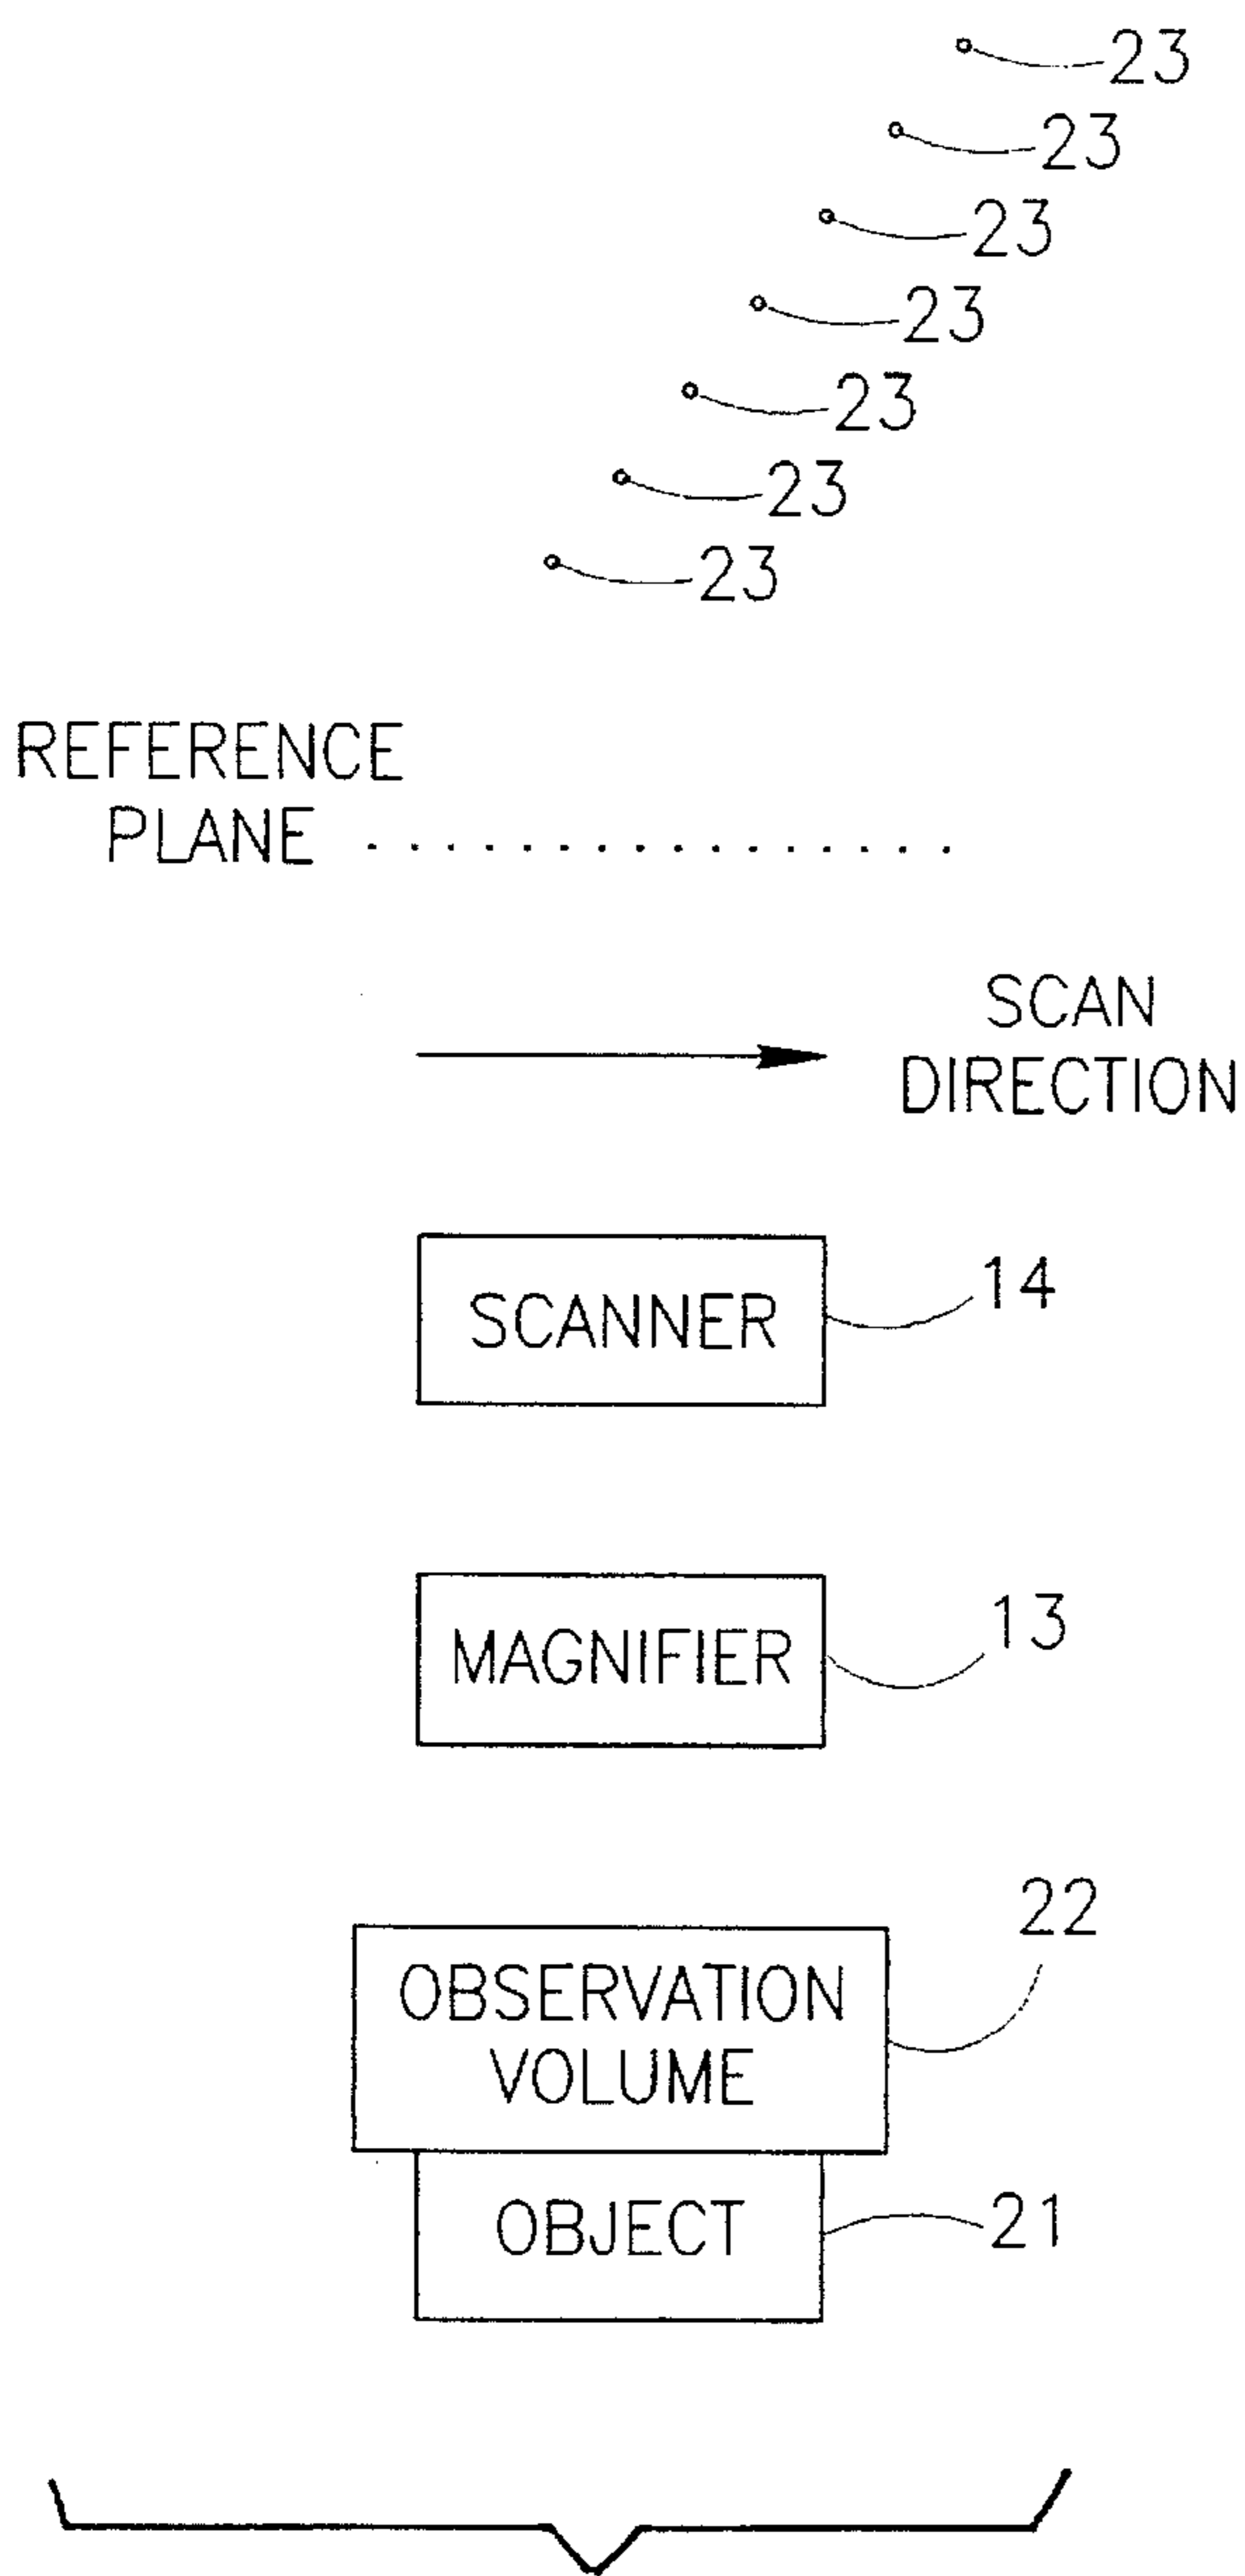 23
23
23
23
23
23
23
REFERENCE
PLANE
SCAN
DIRECTION
SCANNER
14
MAGNIFIER
13
22
OBSERVATION
VOLUME
OBJECT
21